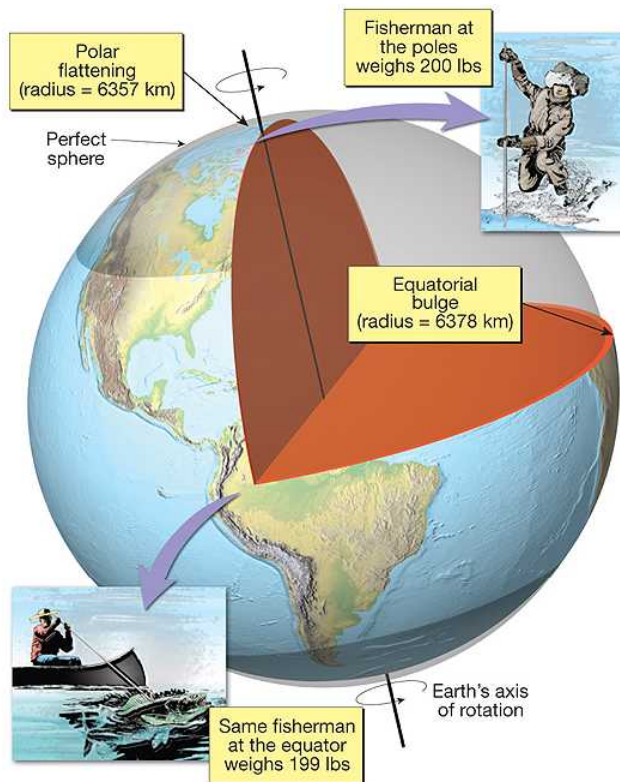 Polar
flattening
(radius = 6357 km)
Fisherman at
the poles
weighs 200 lbs
Perfect
sphere
Equatorial
bulge
(radius = 6378 km)
Earth's axis
of rotation
Same fisherman
at the equator
weighs 199 lbs